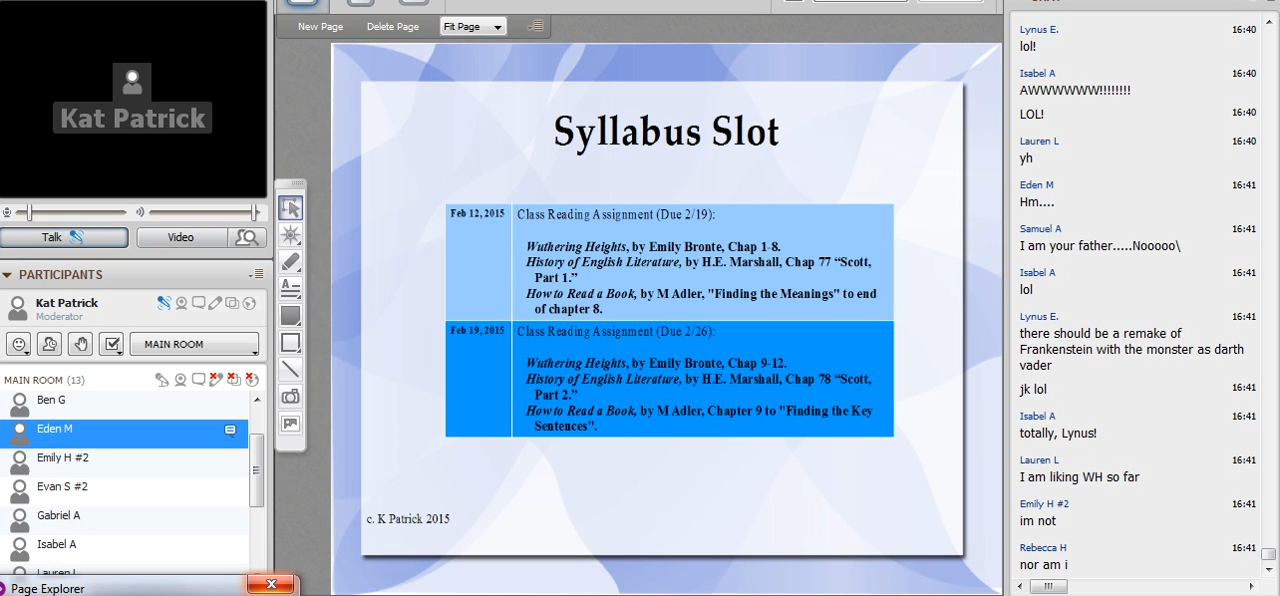 Kat Patrick
Talk
Video
PARTICIPANTS
Kat Patrick
Moderator
MAIN ROOM
MAIN ROOM (13)
Ben G
Eden M
Emily H #2
Evan S #2
Gabriel A
Isabel A
Lauren L
Page Explorer
New Page
Delete Page
Fit Page
Syllabus Slot
Feb 12, 2015
Class Reading Assignment (Due 2/19):
Wuthering Heights, by Emily Bronte, Chap 1-8.
History of English Literature, by H.E. Marshall, Chap 77 “Scott,
Part 1.”
How to Read a Book, by M Adler, "Finding the Meanings" to end
of chapter 8.
Feb 19, 2015
Class Reading Assignment (Due 2/26):
Wuthering Heights, by Emily Bronte, Chap 9-12.
History of English Literature, by H.E. Marshall, Chap 78 “Scott,
Part 2.”
How to Read a Book, by M Adler, Chapter 9 to "Finding the Key
Sentences".
c. K Patrick 2015
Lynus E. 16:40
lol!
Isabel A 16:40
AWWWWWW!!!!!!!!
LOL! 16:40
Lauren L 16:40
yh
Eden M 16:41
Hm....
Samuel A 16:41
I am your father.....Nooooo\
Isabel A 16:41
lol
Lynus E. 16:41
there should be a remake of
Frankenstein with the monster as darth
vader
jk lol 16:41
Isabel A 16:41
totally, Lynus!
Lauren L 16:41
I am liking WH so far
Emily H #2 16:41
im not
Rebecca H 16:41
nor am i